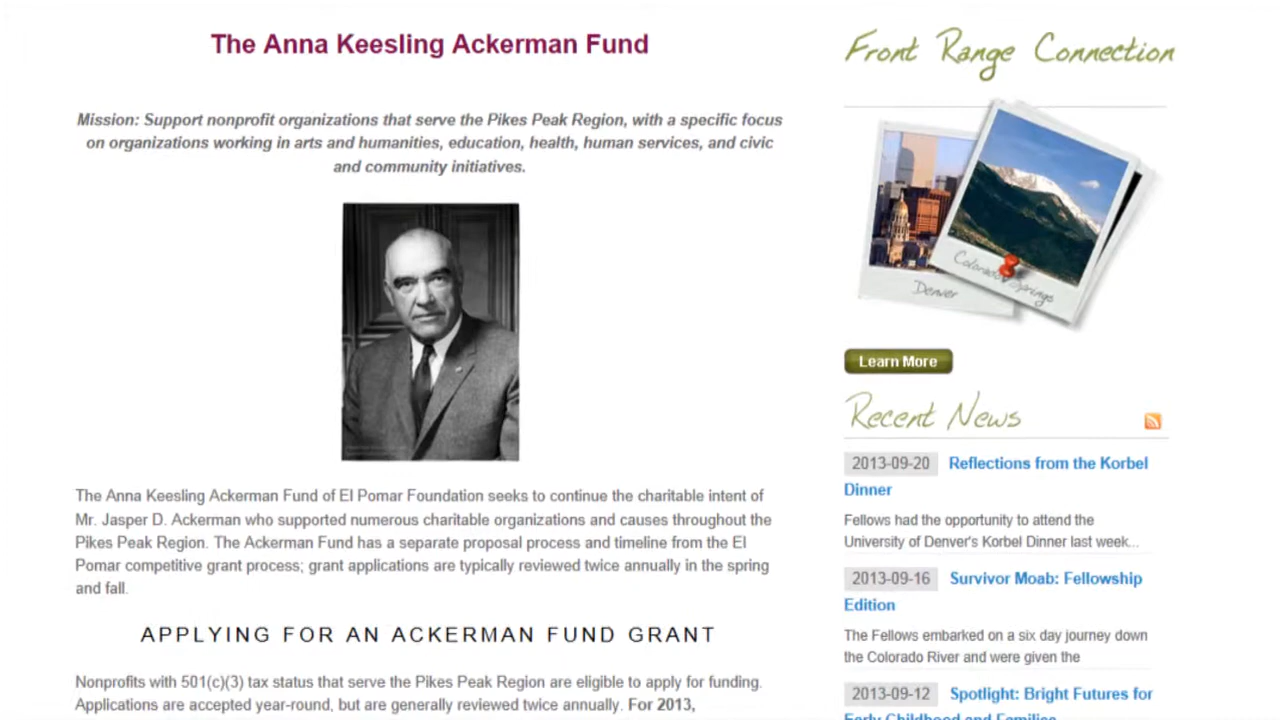 The Anna Keesling Ackerman Fund
Mission: Support nonprofit organizations that serve the Pikes Peak Region, with a specific focus
on organizations working in arts and humanities, education, health, human services, and civic
and community initiatives.
The Anna Keesling Ackerman Fund of El Pomar Foundation seeks to continue the charitable intent of
Mr. Jasper D. Ackerman who supported numerous charitable organizations and causes throughout the
Pikes Peak Region. The Ackerman Fund has a separate proposal process and timeline from the El
Pomar competitive grant process; grant applications are typically reviewed twice annually in the spring
and fall.
APPLYING FOR AN ACKERMAN FUND GRANT
Nonprofits with 501(c)(3) tax status that serve the Pikes Peak Region are eligible to apply for funding.
Applications are accepted year-round, but are generally reviewed twice annually. For 2013,
Front Range Connection
Denver
Colorado Springs
Learn More
Recent News
2013-09-20 Reflections from the Korbel
Dinner
Fellows had the opportunity to attend the
University of Denver's Korbel Dinner last week...
2013-09-16 Survivor Moab: Fellowship
Edition
The Fellows embarked on a six day journey down
the Colorado River and were given the
2013-09-12 Spotlight: Bright Futures for
Early Childhood and Families